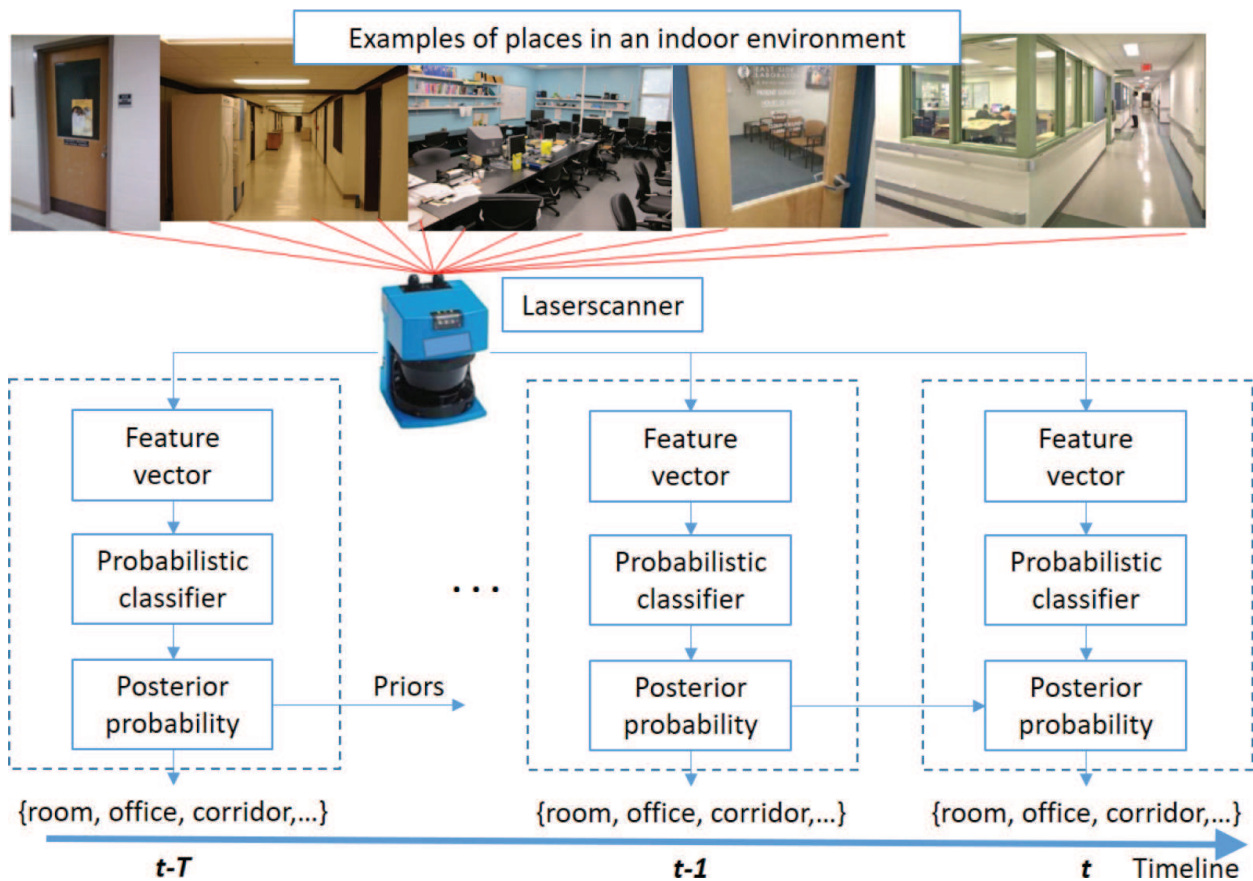 Examples of places in an indoor environment
Laserscanner
Feature
vector
Probabilistic
classifier
Posterior
probability
Priors
{room, office, corridor,...}
. . .
Feature
vector
Probabilistic
classifier
Posterior
probability
{room, office, corridor,...}
Feature
vector
Probabilistic
classifier
Posterior
probability
{room, office, corridor,...}
t-T
t-1
t
Timeline